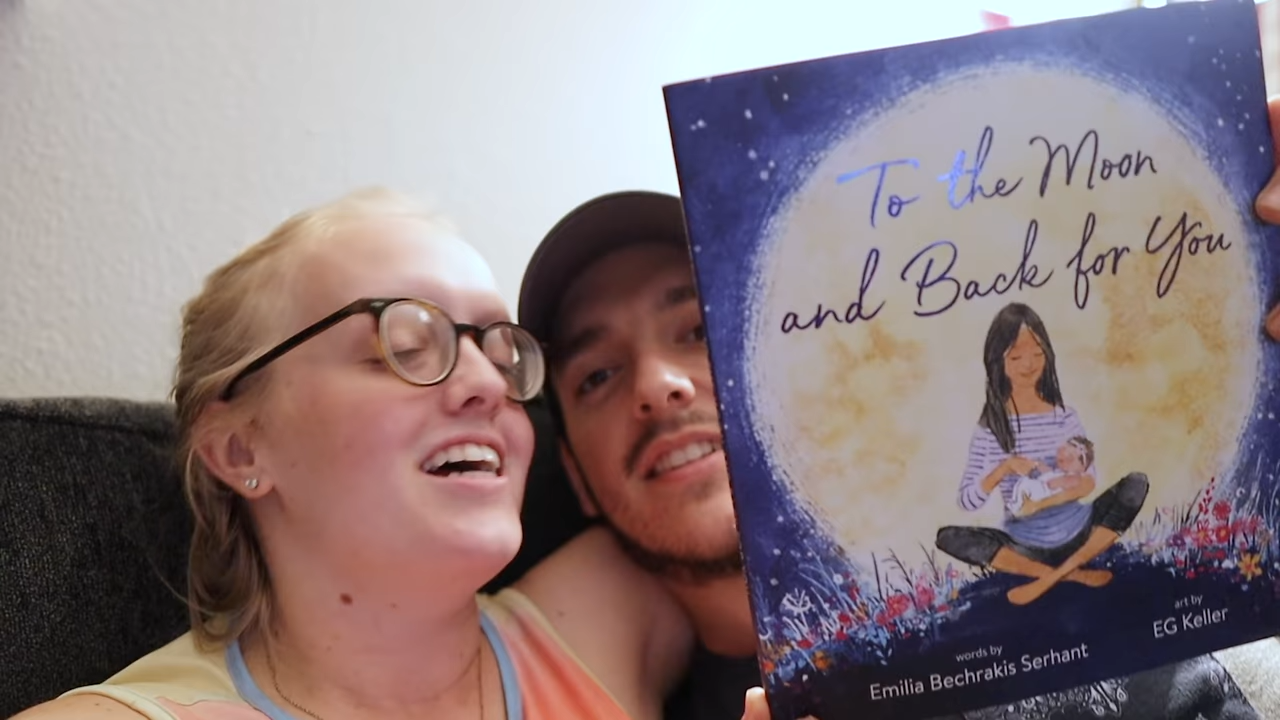 To the Moon
and Back for You
words by
Emilia Bechrakis Serhant
art by
EG Keller